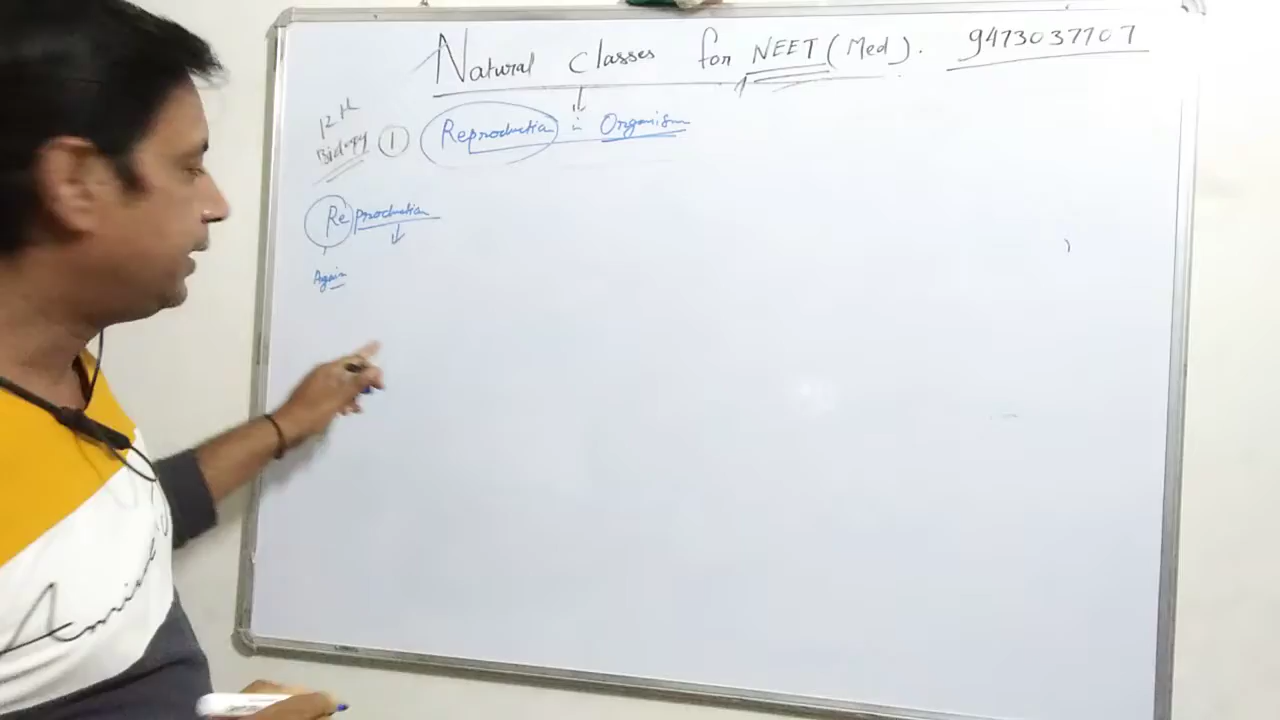 Natural classes for NEET (Med). 9473037707
12th
Biology ① Reproduction in Organism
Reproduction
Again